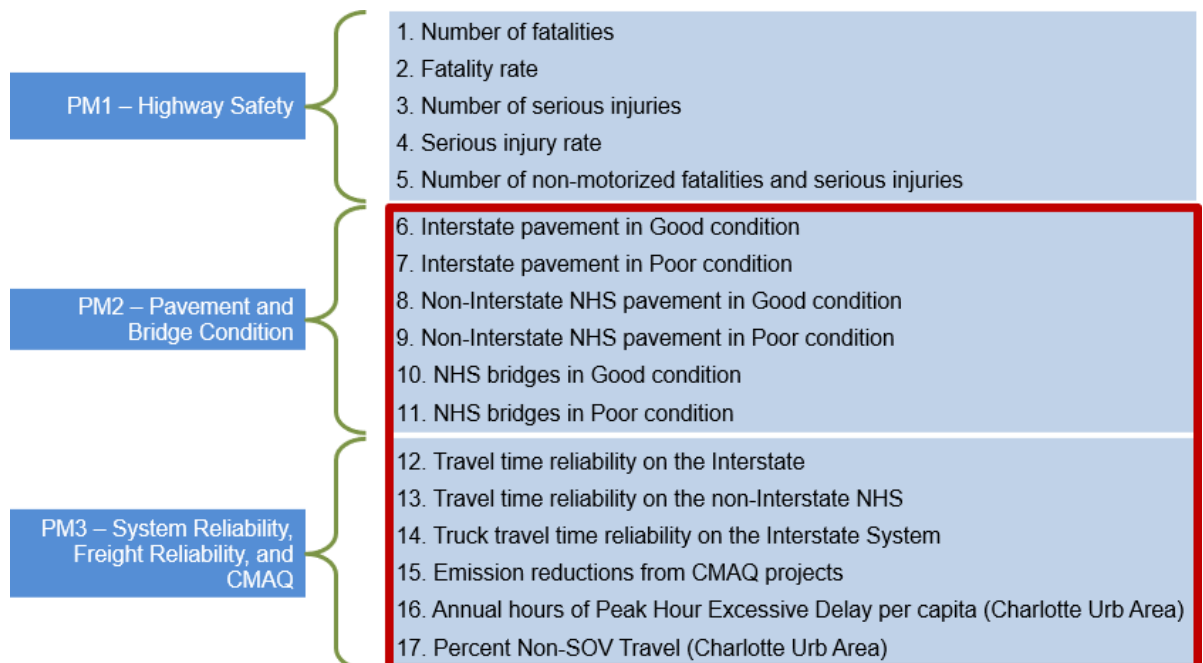 PM1 – Highway Safety
1. Number of fatalities
2. Fatality rate
3. Number of serious injuries
4. Serious injury rate
5. Number of non-motorized fatalities and serious injuries
PM2 – Pavement and
Bridge Condition
6. Interstate pavement in Good condition
7. Interstate pavement in Poor condition
8. Non-Interstate NHS pavement in Good condition
9. Non-Interstate NHS pavement in Poor condition
10. NHS bridges in Good condition
11. NHS bridges in Poor condition
PM3 – System Reliability,
Freight Reliability, and
CMAQ
12. Travel time reliability on the Interstate
13. Travel time reliability on the non-Interstate NHS
14. Truck travel time reliability on the Interstate System
15. Emission reductions from CMAQ projects
16. Annual hours of Peak Hour Excessive Delay per capita (Charlotte Urb Area)
17. Percent Non-SOV Travel (Charlotte Urb Area)